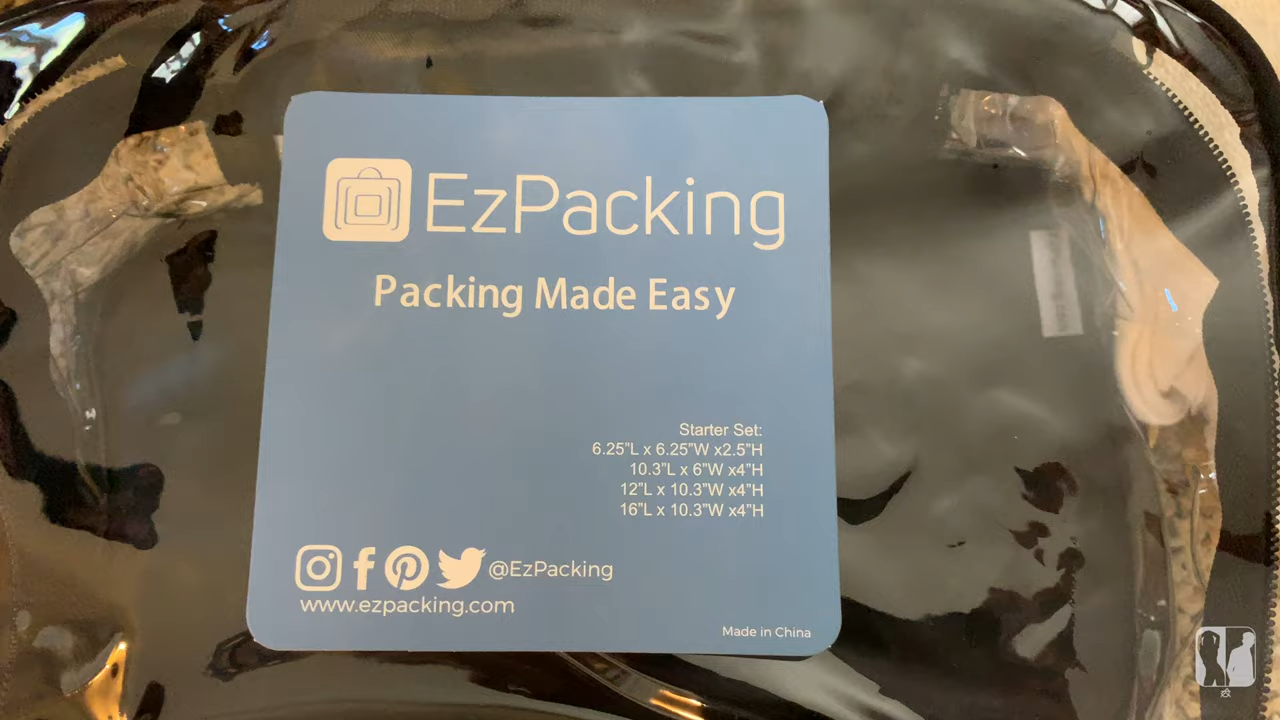 EzPacking
Packing Made Easy
Starter Set:
6.25"L x 6.25"W x2.5"H
10.3"L x 6"W x4"H
12"L x 10.3"W x4"H
16"L x 10.3"W x4"H
@EzPacking
www.ezpacking.com
Made in China